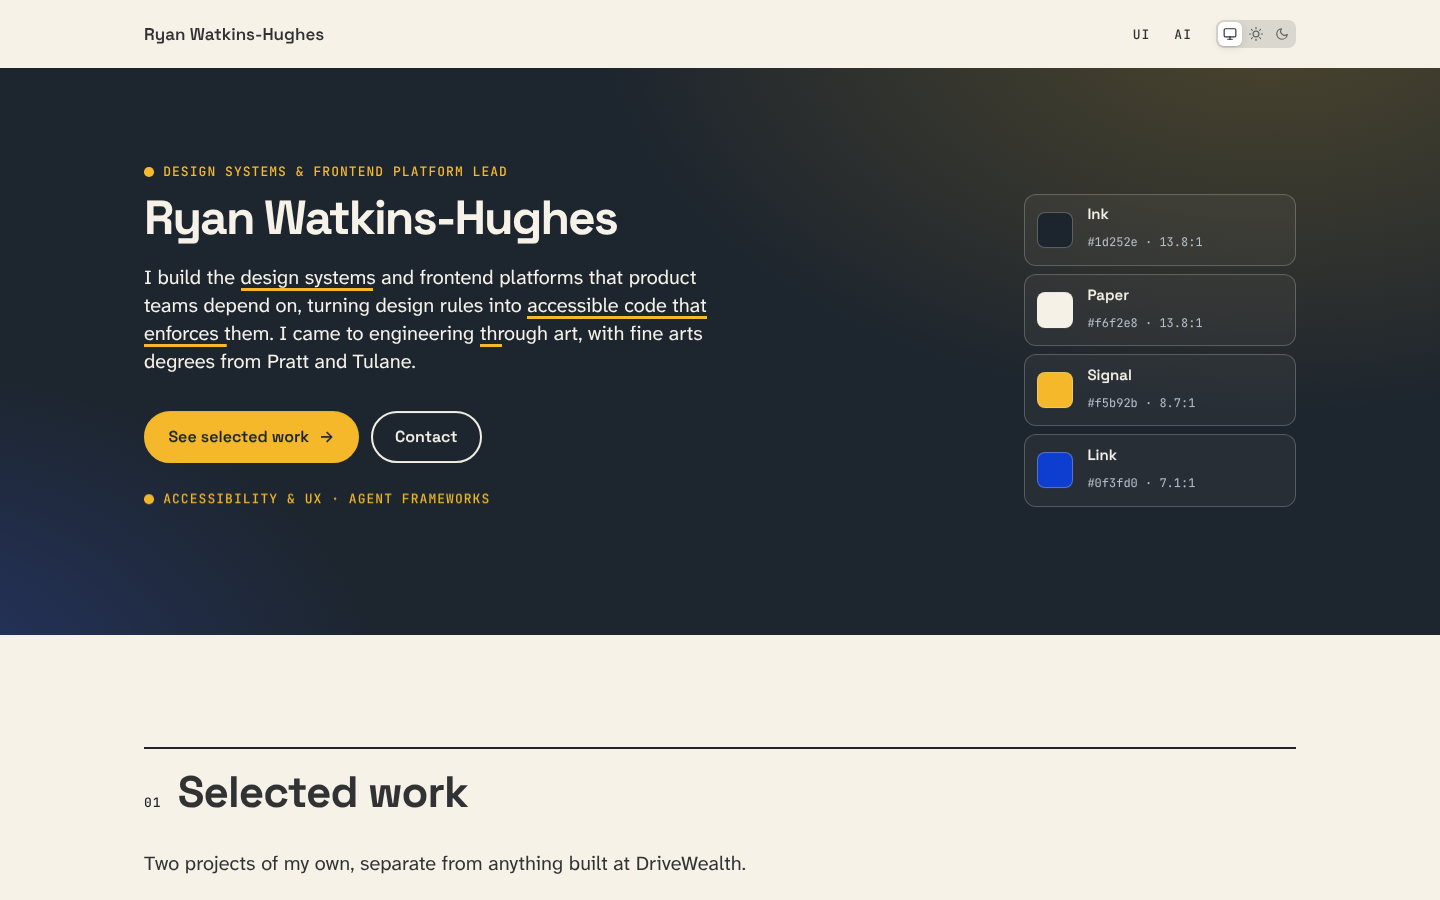 Ryan Watkins-Hughes
UI AI
DESIGN SYSTEMS & FRONTEND PLATFORM LEAD
Ryan Watkins-Hughes
I build the design systems and frontend platforms that product
teams depend on, turning design rules into accessible code that
enforces them. I came to engineering through art, with fine arts
degrees from Pratt and Tulane.
See selected work →
Contact
ACCESSIBILITY & UX · AGENT FRAMEWORKS
Ink
#1d252e · 13.8:1
Paper
#f6f2e8 · 13.8:1
Signal
#f5b92b · 8.7:1
Link
#0f3fd0 · 7.1:1
01 Selected work
Two projects of my own, separate from anything built at DriveWealth.